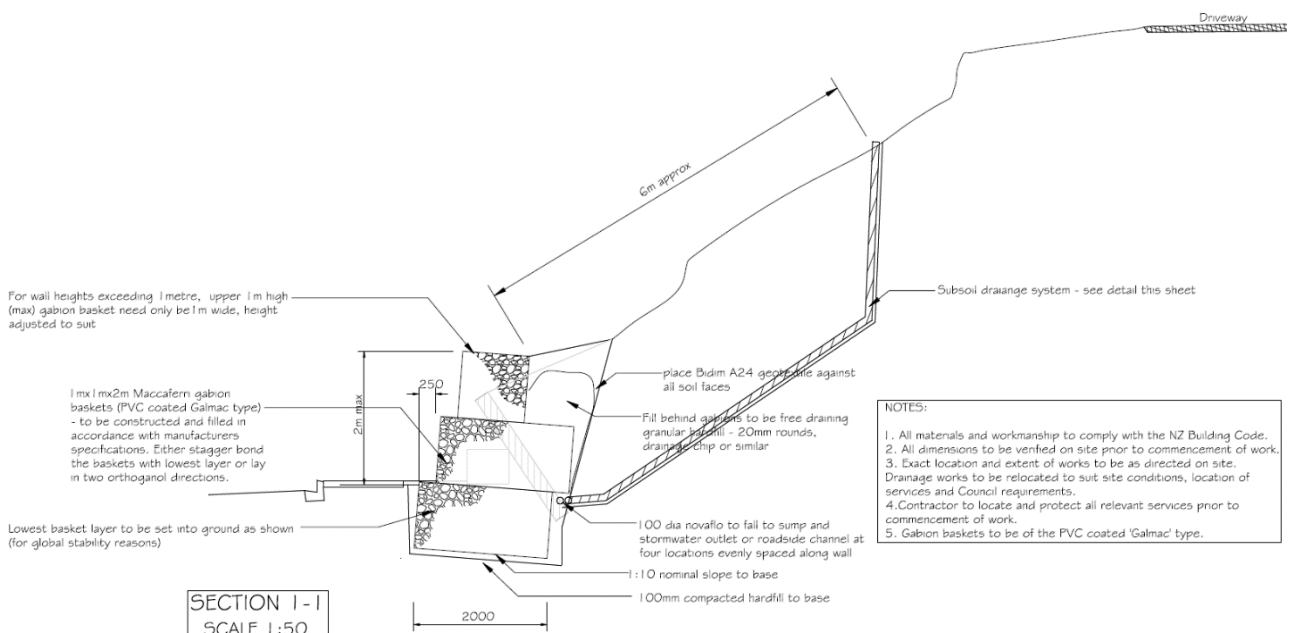 Driveway
6m approx
For wall heights exceeding 1metre, upper 1m high
(max) gabion basket need only be1m wide, height
adjusted to suit
Subsoil drainange system - see detail this sheet
250
2m max
1mx1mx2m Maccaferri gabion
baskets (PVC coated Galmac type)
- to be constructed and filled in
accordance with manufacturers
specifications. Either stagger bond
the baskets with lowest layer or lay
in two orthoganol directions.
place Bidim A24 geotextile against
all soil faces
Fill behind gabions to be free draining
granular hardfill - 20mm rounds,
drainage chip or similar
NOTES:
1. All materials and workmanship to comply with the NZ Building Code.
2. All dimensions to be verified on site prior to commencement of work.
3. Exact location and extent of works to be as directed on site.
Drainage works to be relocated to suit site conditions, location of
services and Council requirements.
4.Contractor to locate and protect all relevant services prior to
commencement of work.
5. Gabion baskets to be of the PVC coated 'Galmac' type.
Lowest basket layer to be set into ground as shown
(for global stability reasons)
100 dia novaflo to fall to sump and
stormwater outlet or roadside channel at
four locations evenly spaced along wall
1:10 nominal slope to base
100mm compacted hardfill to base
2000
SECTION 1-1
SCALE 1:50